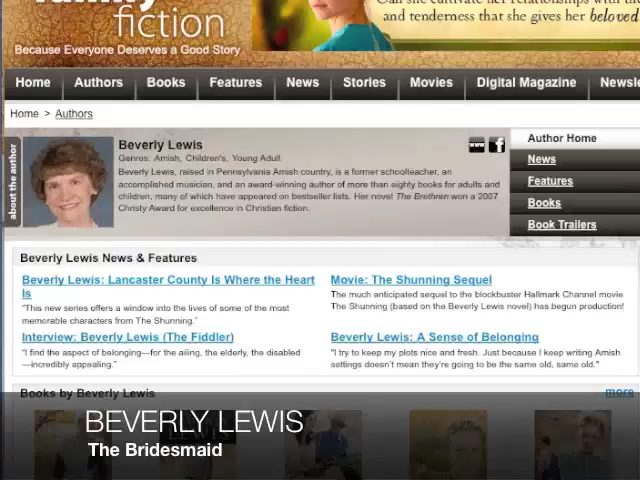 family
fiction
Because Everyone Deserves a Good Story
Can she cultivate her relationships with the
and tenderness that she gives her beloved
Home Authors Books Features News Stories Movies Digital Magazine Newsle
Home > Authors
about the author
Beverly Lewis
Genres: Amish, Children's, Young Adult
Beverly Lewis, raised in Pennsylvania Amish country, is a former schoolteacher, an
accomplished musician, and an award-winning author of more than eighty books for adults and
children, many of which have appeared on bestseller lists. Her novel The Brethren won a 2007
Christy Award for excellence in Christian fiction.
www f
Author Home
News
Features
Books
Book Trailers
Beverly Lewis News & Features
Beverly Lewis: Lancaster County Is Where the Heart
Is
"This new series offers a window into the lives of some of the most
memorable characters from The Shunning."
Interview: Beverly Lewis (The Fiddler)
"I find the aspect of belonging—for the ailing, the elderly, the disabled
—incredibly appealing."
Movie: The Shunning Sequel
The much anticipated sequel to the blockbuster Hallmark Channel movie
The Shunning (based on the Beverly Lewis novel) has begun production!
Beverly Lewis: A Sense of Belonging
"I try to keep my plots nice and fresh. Just because I keep writing Amish
settings doesn't mean they're going to be the same old, same old."
Books by Beverly Lewis
more
LEWIS
BEVERLY LEWIS
The Bridesmaid